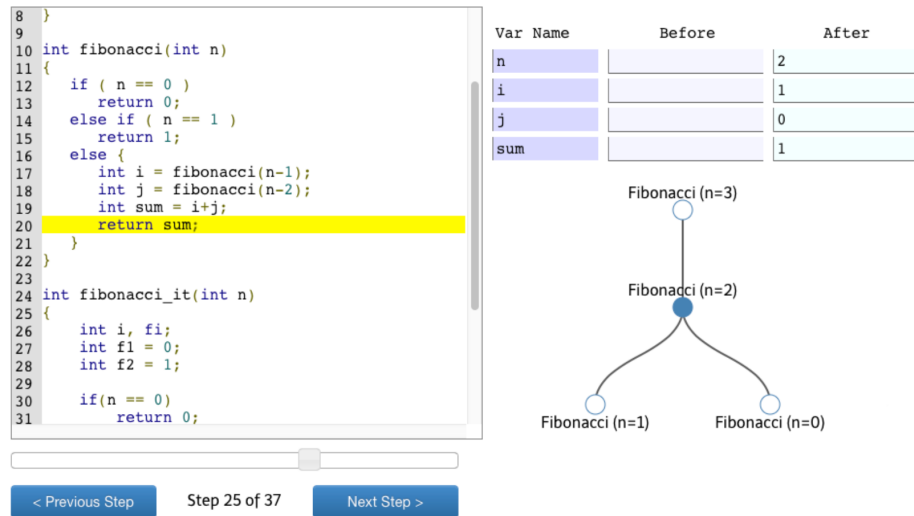 8 }
9
10 int fibonacci(int n)
11 {
12    if ( n == 0 )
13       return 0;
14    else if ( n == 1 )
15       return 1;
16    else {
17       int i = fibonacci(n-1);
18       int j = fibonacci(n-2);
19       int sum = i+j;
20       return sum;
21    }
22 }
23
24 int fibonacci_it(int n)
25 {
26     int i, fi;
27     int f1 = 0;
28     int f2 = 1;
29
30     if(n == 0)
31         return 0;
< Previous Step Step 25 of 37 Next Step >
Var Name Before After
n 2
i 1
j 0
sum 1
Fibonacci (n=3)
Fibonacci (n=2)
Fibonacci (n=1) Fibonacci (n=0)